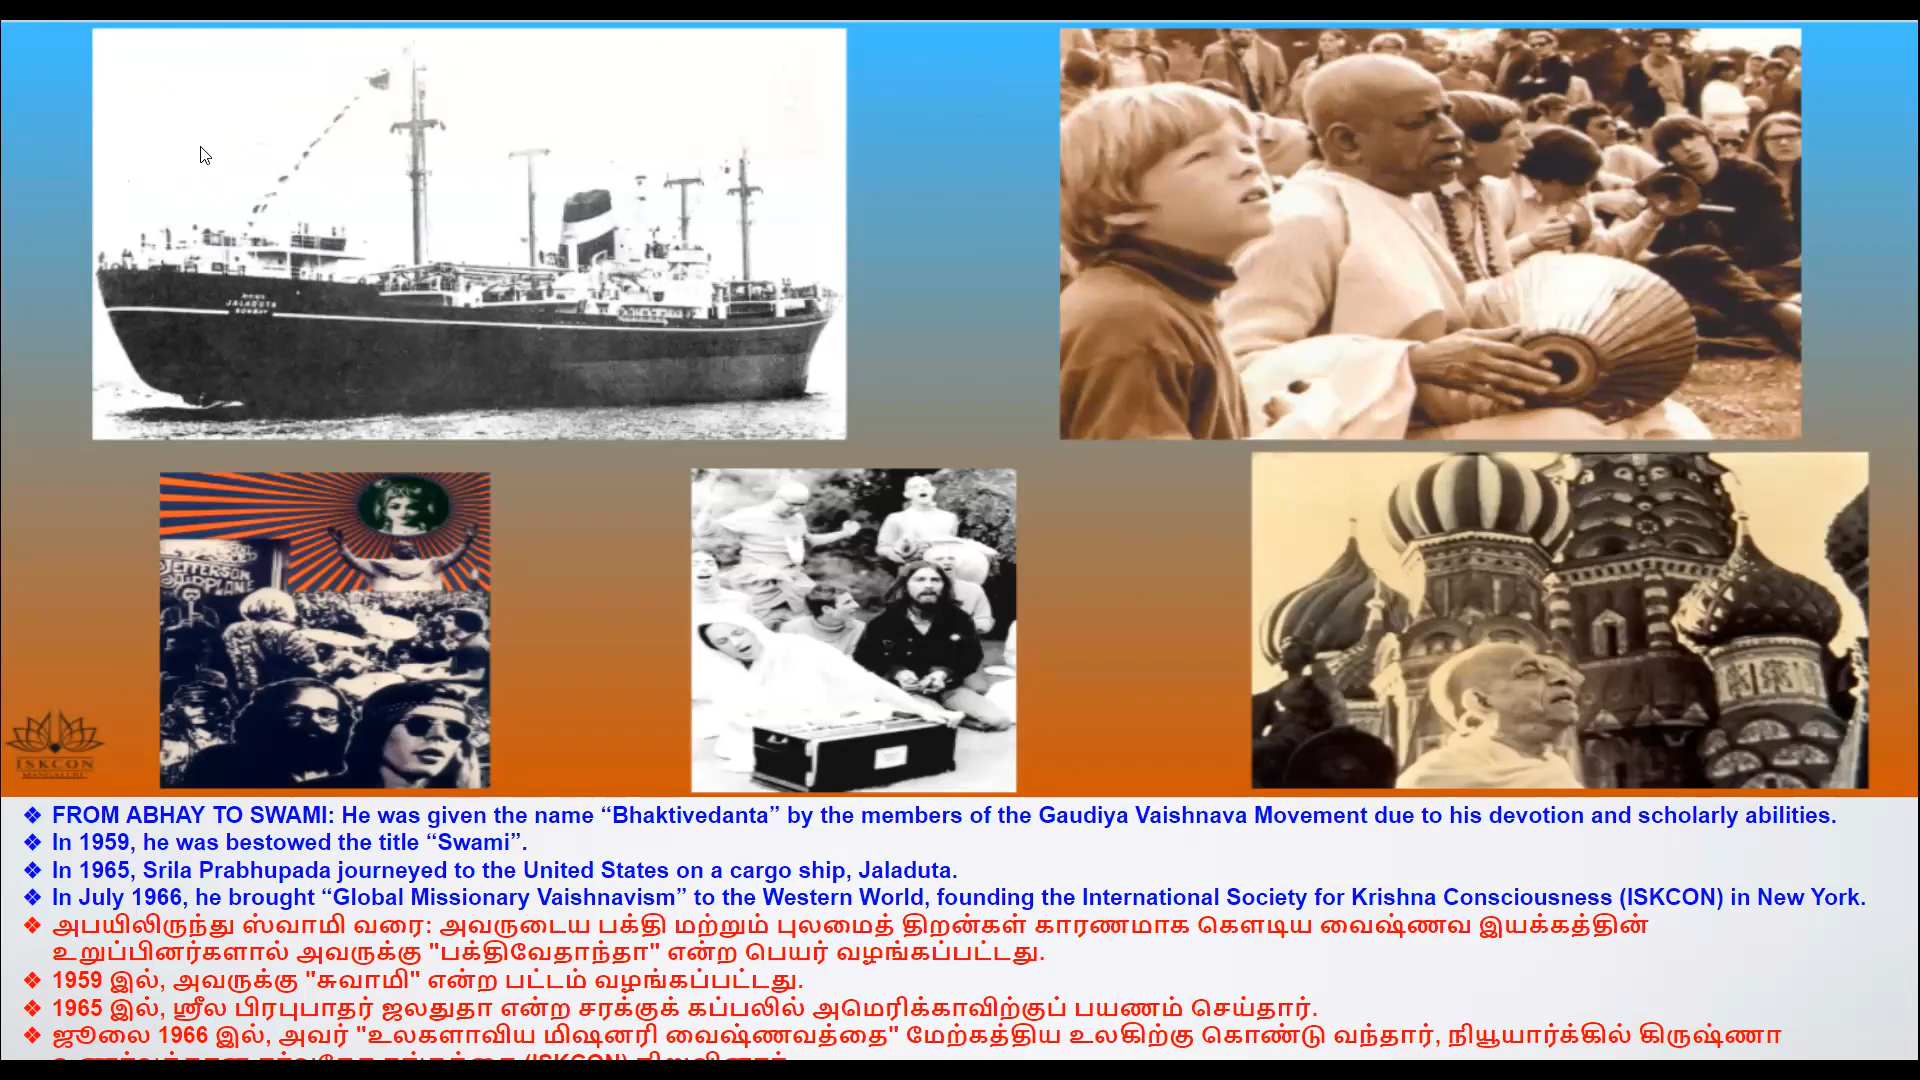 JALADUTA
BOMBAY
JEFFERSON
AIRPLANE
ISKCON
MANGALURU
❖ FROM ABHAY TO SWAMI: He was given the name “Bhaktivedanta” by the members of the Gaudiya Vaishnava Movement due to his devotion and scholarly abilities.
❖ In 1959, he was bestowed the title “Swami”.
❖ In 1965, Srila Prabhupada journeyed to the United States on a cargo ship, Jaladuta.
❖ In July 1966, he brought “Global Missionary Vaishnavism” to the Western World, founding the International Society for Krishna Consciousness (ISKCON) in New York.
❖ அபயிலிருந்து ஸ்வாமி வரை: அவருடைய பக்தி மற்றும் புலமைத் திறன்கள் காரணமாக கௌடிய வைஷ்ணவ இயக்கத்தின்
உறுப்பினர்களால் அவருக்கு "பக்திவேதாந்தா" என்ற பெயர் வழங்கப்பட்டது.
❖ 1959 இல், அவருக்கு "சுவாமி" என்ற பட்டம் வழங்கப்பட்டது.
❖ 1965 இல், ஸ்ரீல பிரபுபாதர் ஜலதுதா என்ற சரக்குக் கப்பலில் அமெரிக்காவிற்குப் பயணம் செய்தார்.
❖ ஜூலை 1966 இல், அவர் "உலகளாவிய மிஷனரி வைஷ்ணவத்தை" மேற்கத்திய உலகிற்கு கொண்டு வந்தார், நியூயார்க்கில் கிருஷ்ணா
(ISKCON)